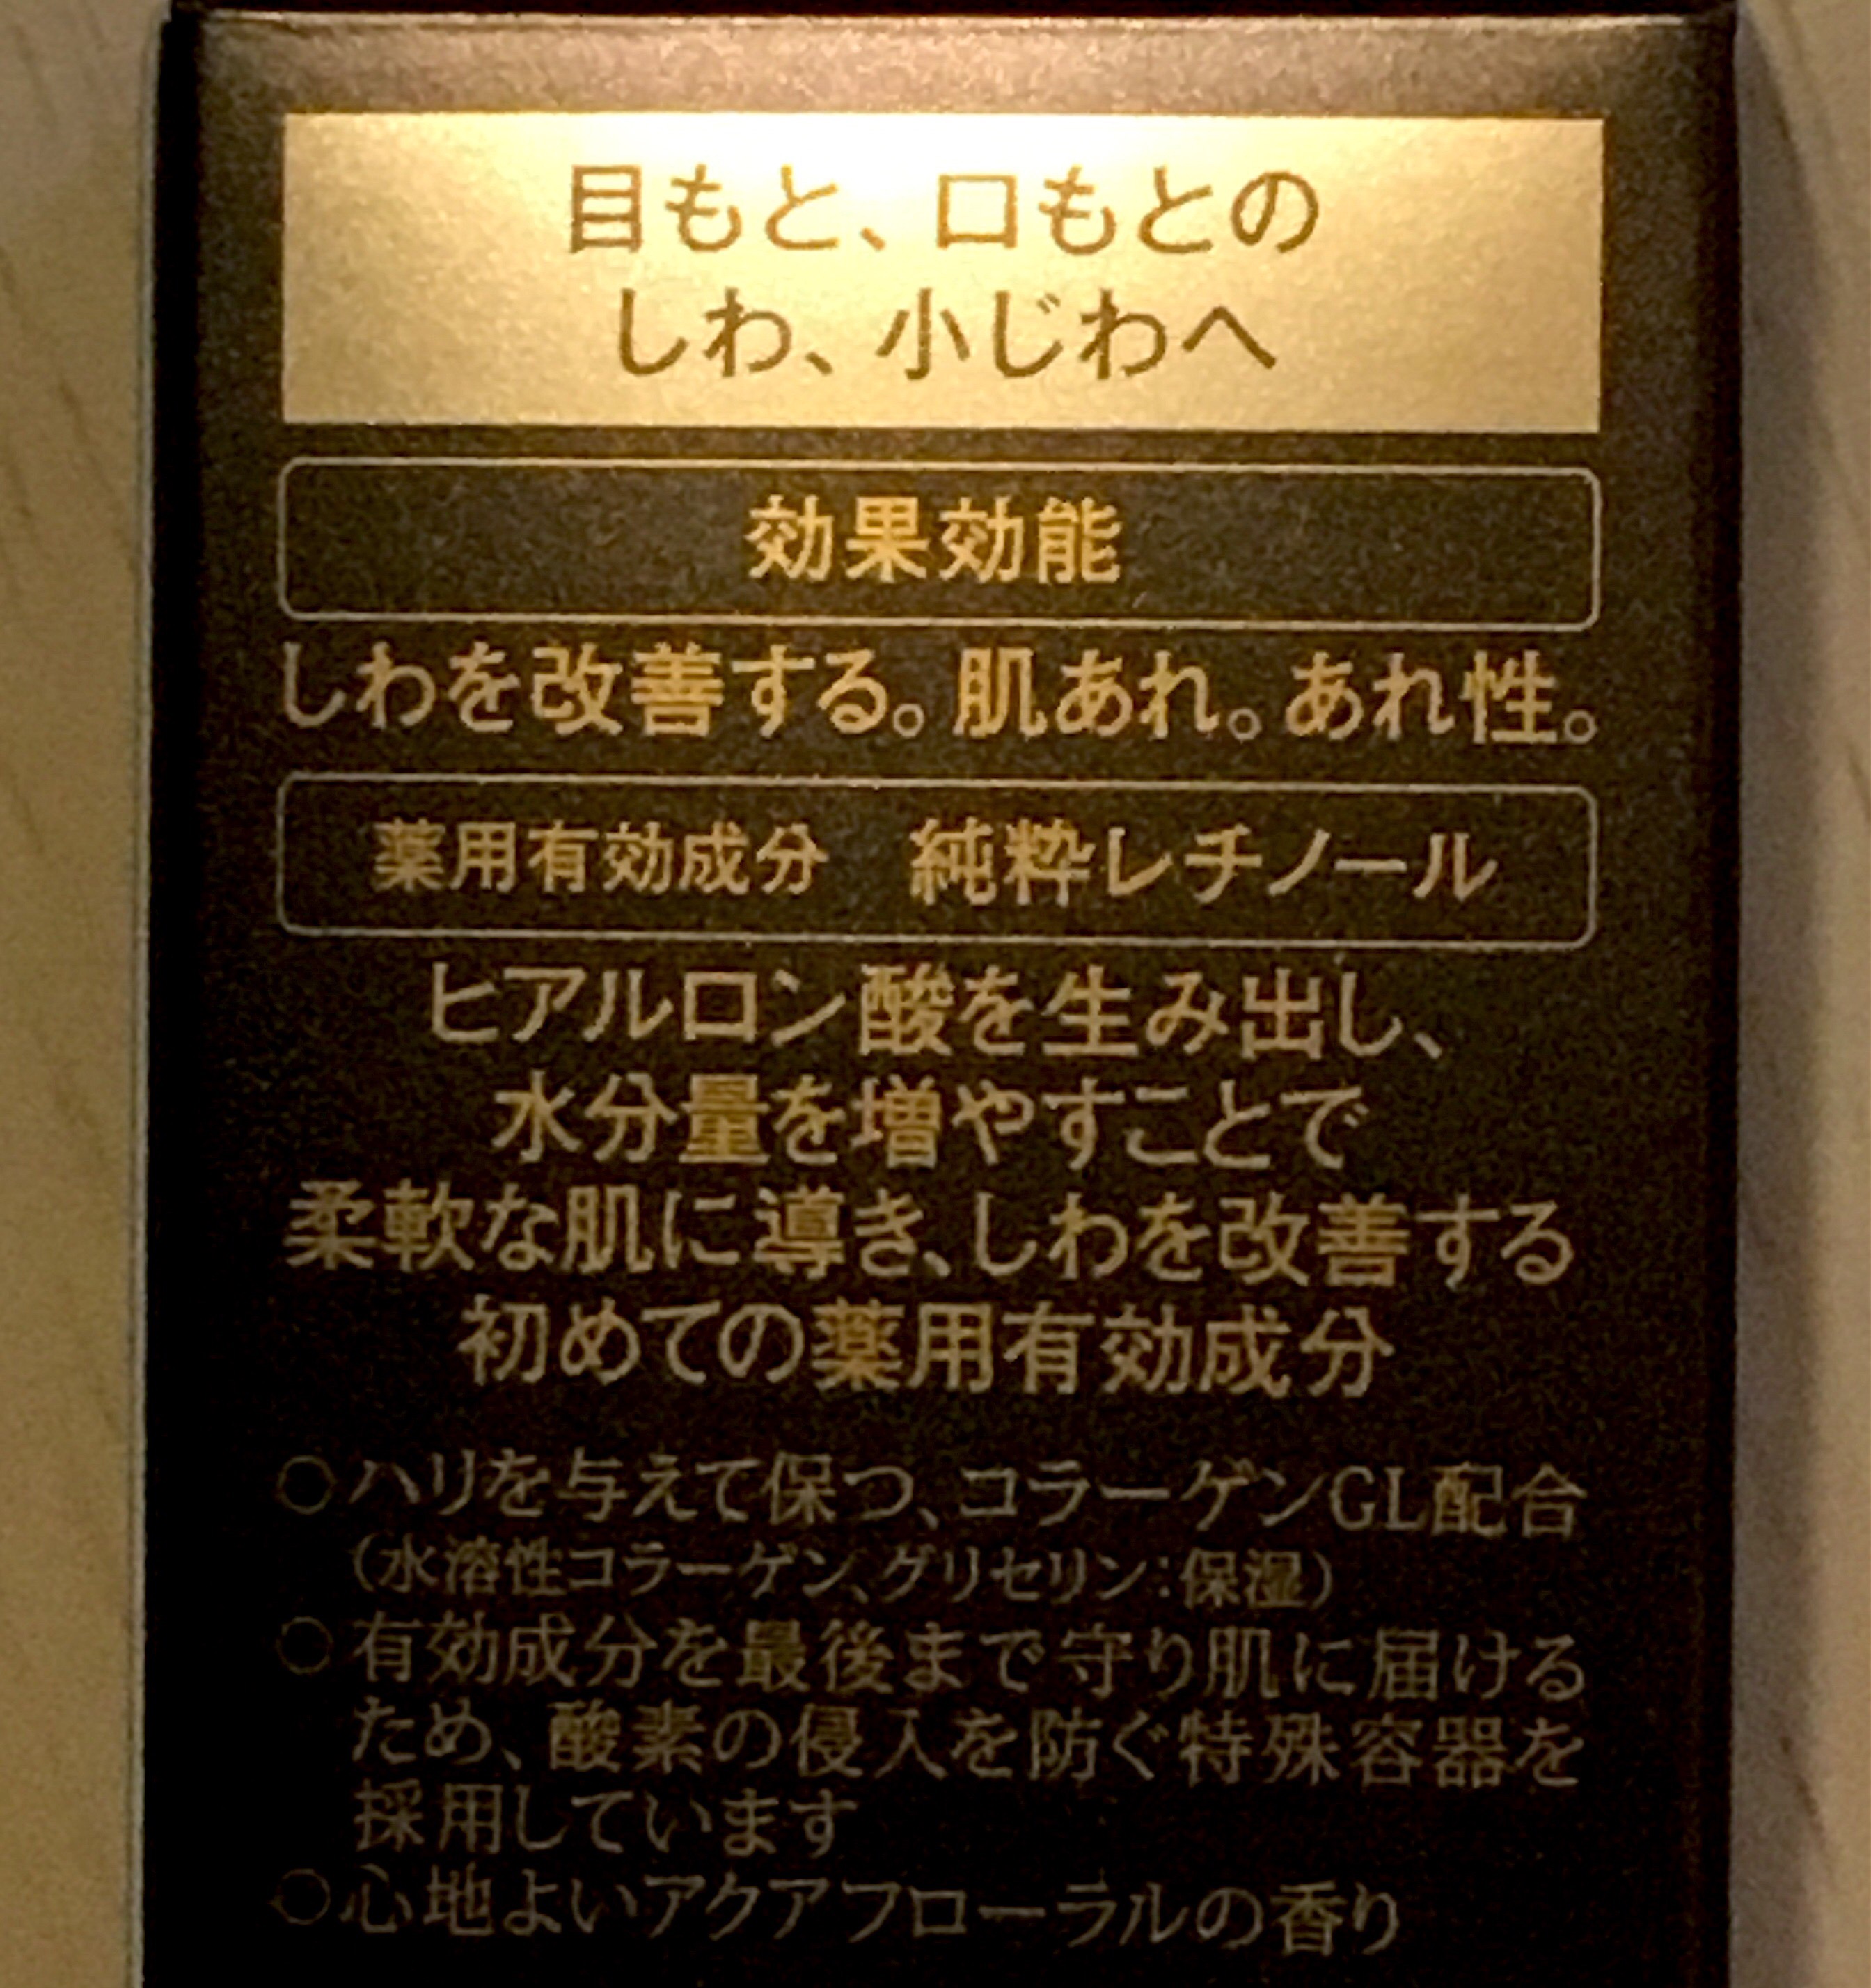 目もと、口もとの
しわ、小じわへ
効果効能
しわを改善する。肌あれ。あれ性。
薬用有効成分　純粋レチノール
ヒアルロン酸を生み出し、
水分量を増やすことで
柔軟な肌に導き、しわを改善する
初めての薬用有効成分
○ハリを与えて保つ、コラーゲンGL配合
（水溶性コラーゲン、グリセリン：保湿）
○有効成分を最後まで守り肌に届ける
ため、酸素の侵入を防ぐ特殊容器を
採用しています
○心地よいアクアフローラルの香り